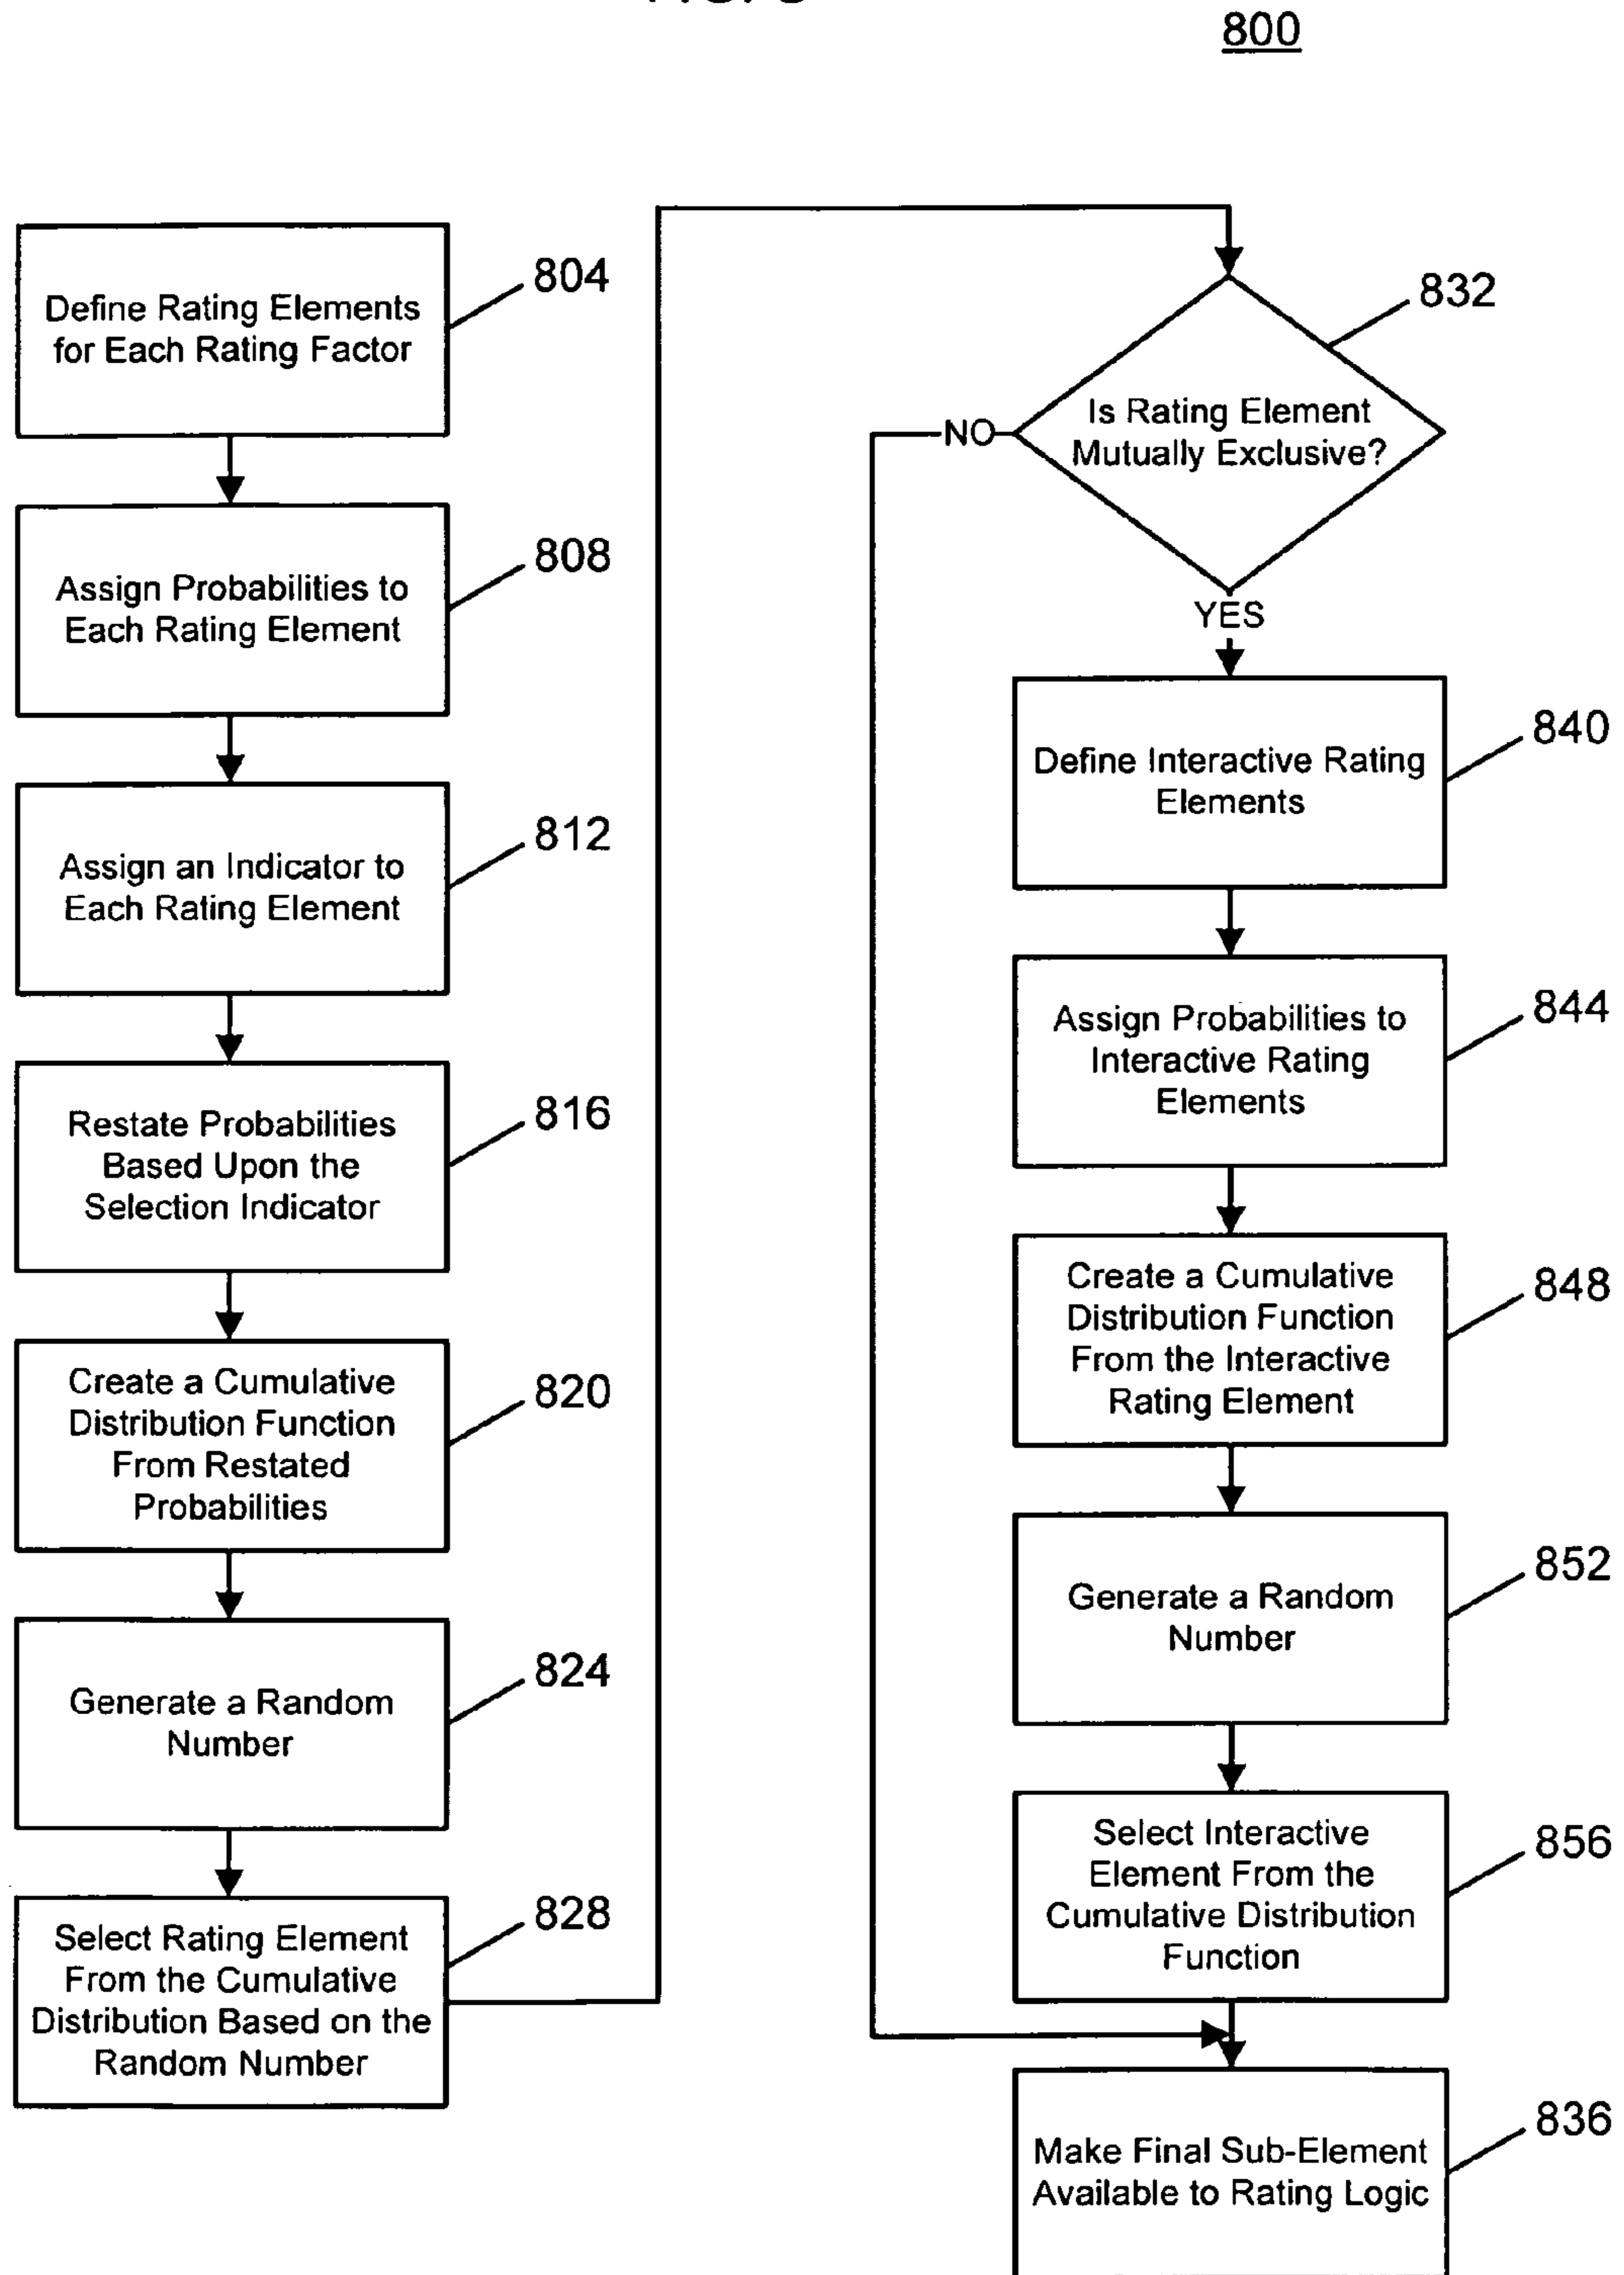 800
Define Rating Elements
for Each Rating Factor
804
Assign Probabilities to
Each Rating Element
808
Assign an Indicator to
Each Rating Element
812
Restate Probabilities
Based Upon the
Selection Indicator
816
Create a Cumulative
Distribution Function
From Restated
Probabilities
820
Generate a Random
Number
824
Select Rating Element
From the Cumulative
Distribution Based on the
Random Number
828
Is Rating Element
Mutually Exclusive?
832
NO
YES
Define Interactive Rating
Elements
840
Assign Probabilities to
Interactive Rating
Elements
844
Create a Cumulative
Distribution Function
From the Interactive
Rating Element
848
Generate a Random
Number
852
Select Interactive
Element From the
Cumulative Distribution
Function
856
Make Final Sub-Element
Available to Rating Logic
836